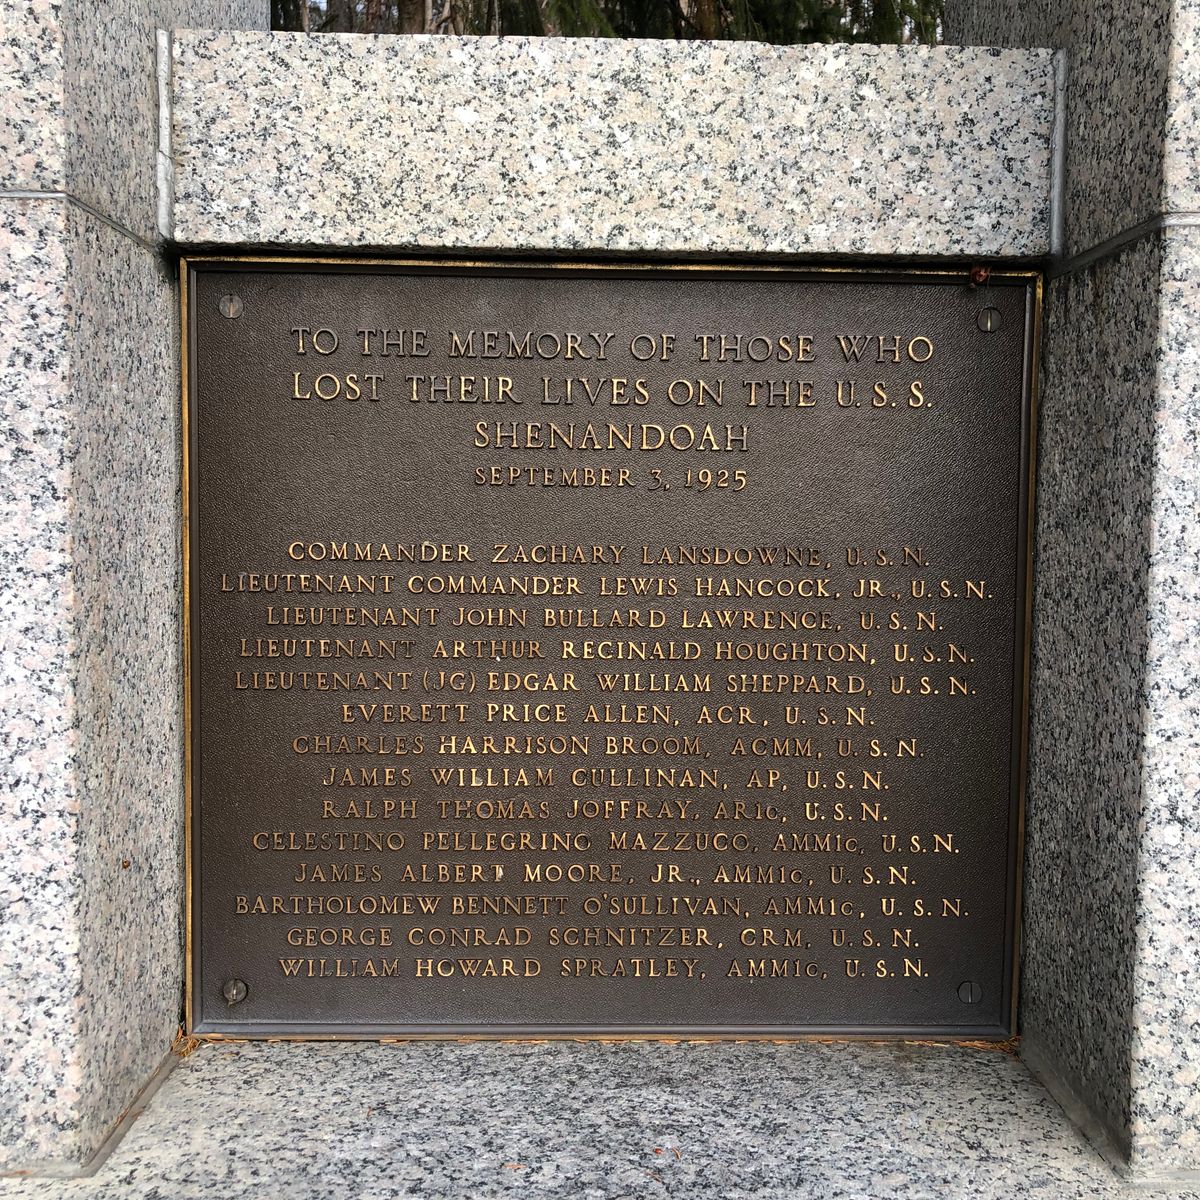 TO THE MEMORY OF THOSE WHO
LOST THEIR LIVES ON THE U.S.S.
SHENANDOAH
SEPTEMBER 3, 1925
COMMANDER ZACHARY LANSDOWNE, U.S.N.
LIEUTENANT COMMANDER LEWIS HANCOCK, JR., U.S.N.
LIEUTENANT JOHN BULLARD LAWRENCE, U.S.N.
LIEUTENANT ARTHUR REGINALD HOUGHTON, U.S.N.
LIEUTENANT (JG) EDGAR WILLIAM SHEPPARD, U.S.N.
EVERETT PRICE ALLEN, ACR, U.S.N.
CHARLES HARRISON BROOM, ACMM, U.S.N.
JAMES WILLIAM CULLINAN, AP, U.S.N.
RALPH THOMAS JOFFRAY, AR1c, U.S.N.
CELESTINO PELLEGRINO MAZZUCO, AMM1c, U.S.N.
JAMES ALBERT MOORE, JR., AMM1c, U.S.N.
BARTHOLOMEW BENNETT O'SULLIVAN, AMM1c, U.S.N.
GEORGE CONRAD SCHNITZER, CRM, U.S.N.
WILLIAM HOWARD SPRATLEY, AMM1c, U.S.N.